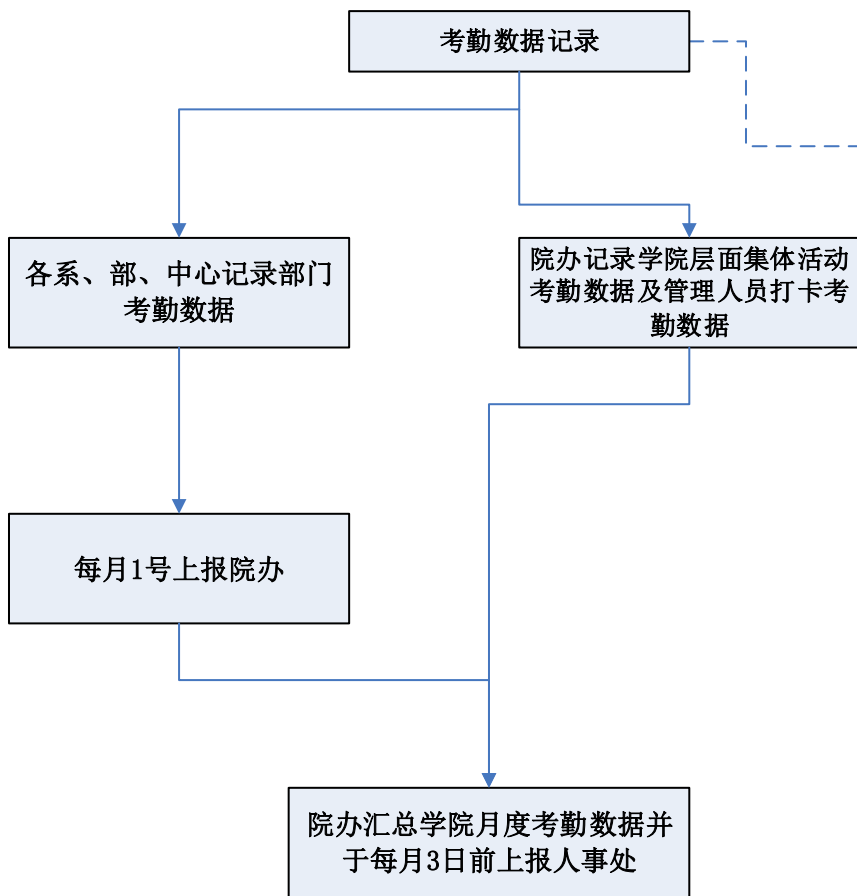 考勤数据记录
各系、部、中心记录部门
考勤数据
院办记录学院层面集体活动
考勤数据及管理人员打卡考
勤数据
每月1号上报院办
院办汇总学院月度考勤数据并
于每月3日前上报人事处